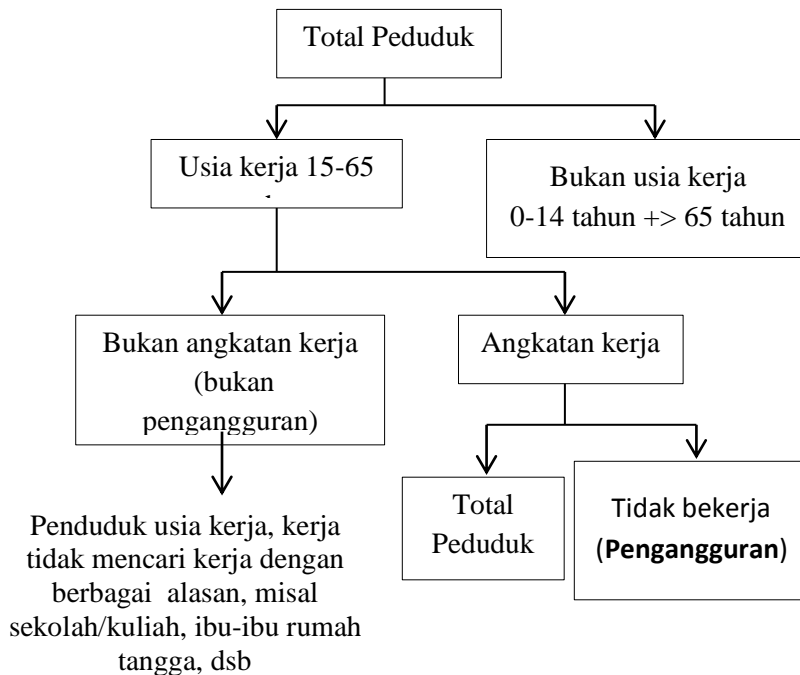 Total Peduduk
Usia kerja 15-65
Bukan usia kerja
0-14 tahun +> 65 tahun
Bukan angkatan kerja
(bukan
pengangguran)
Angkatan kerja
Total
Peduduk
Tidak bekerja
(Pengangguran)
Penduduk usia kerja, kerja
tidak mencari kerja dengan
berbagai alasan, misal
sekolah/kuliah, ibu-ibu rumah
tangga, dsb